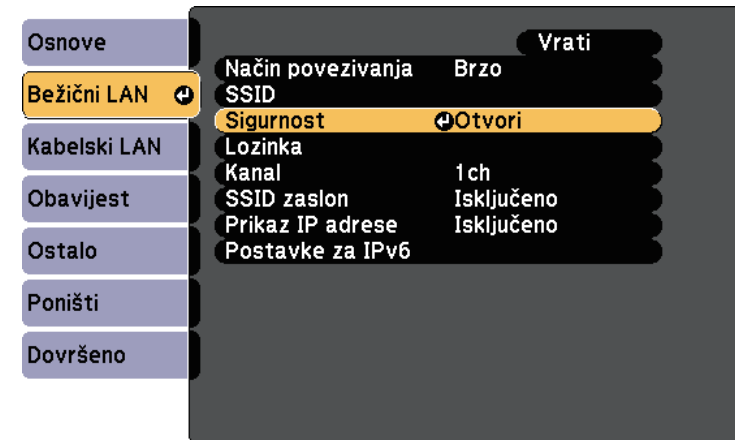 Osnove
Bežični LAN
Kabelski LAN
Obavijest
Ostalo
Poništi
Dovršeno
Vrati
Način povezivanja Brzo
SSID
Sigurnost Otvori
Lozinka
Kanal 1ch
SSID zaslon Isključeno
Prikaz IP adrese Isključeno
Postavke za IPv6